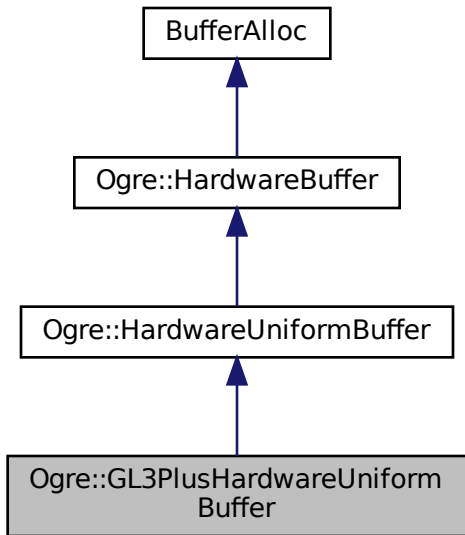 BufferAlloc
Ogre::HardwareBuffer
Ogre::HardwareUniformBuffer
Ogre::GL3PlusHardwareUniform
Buffer